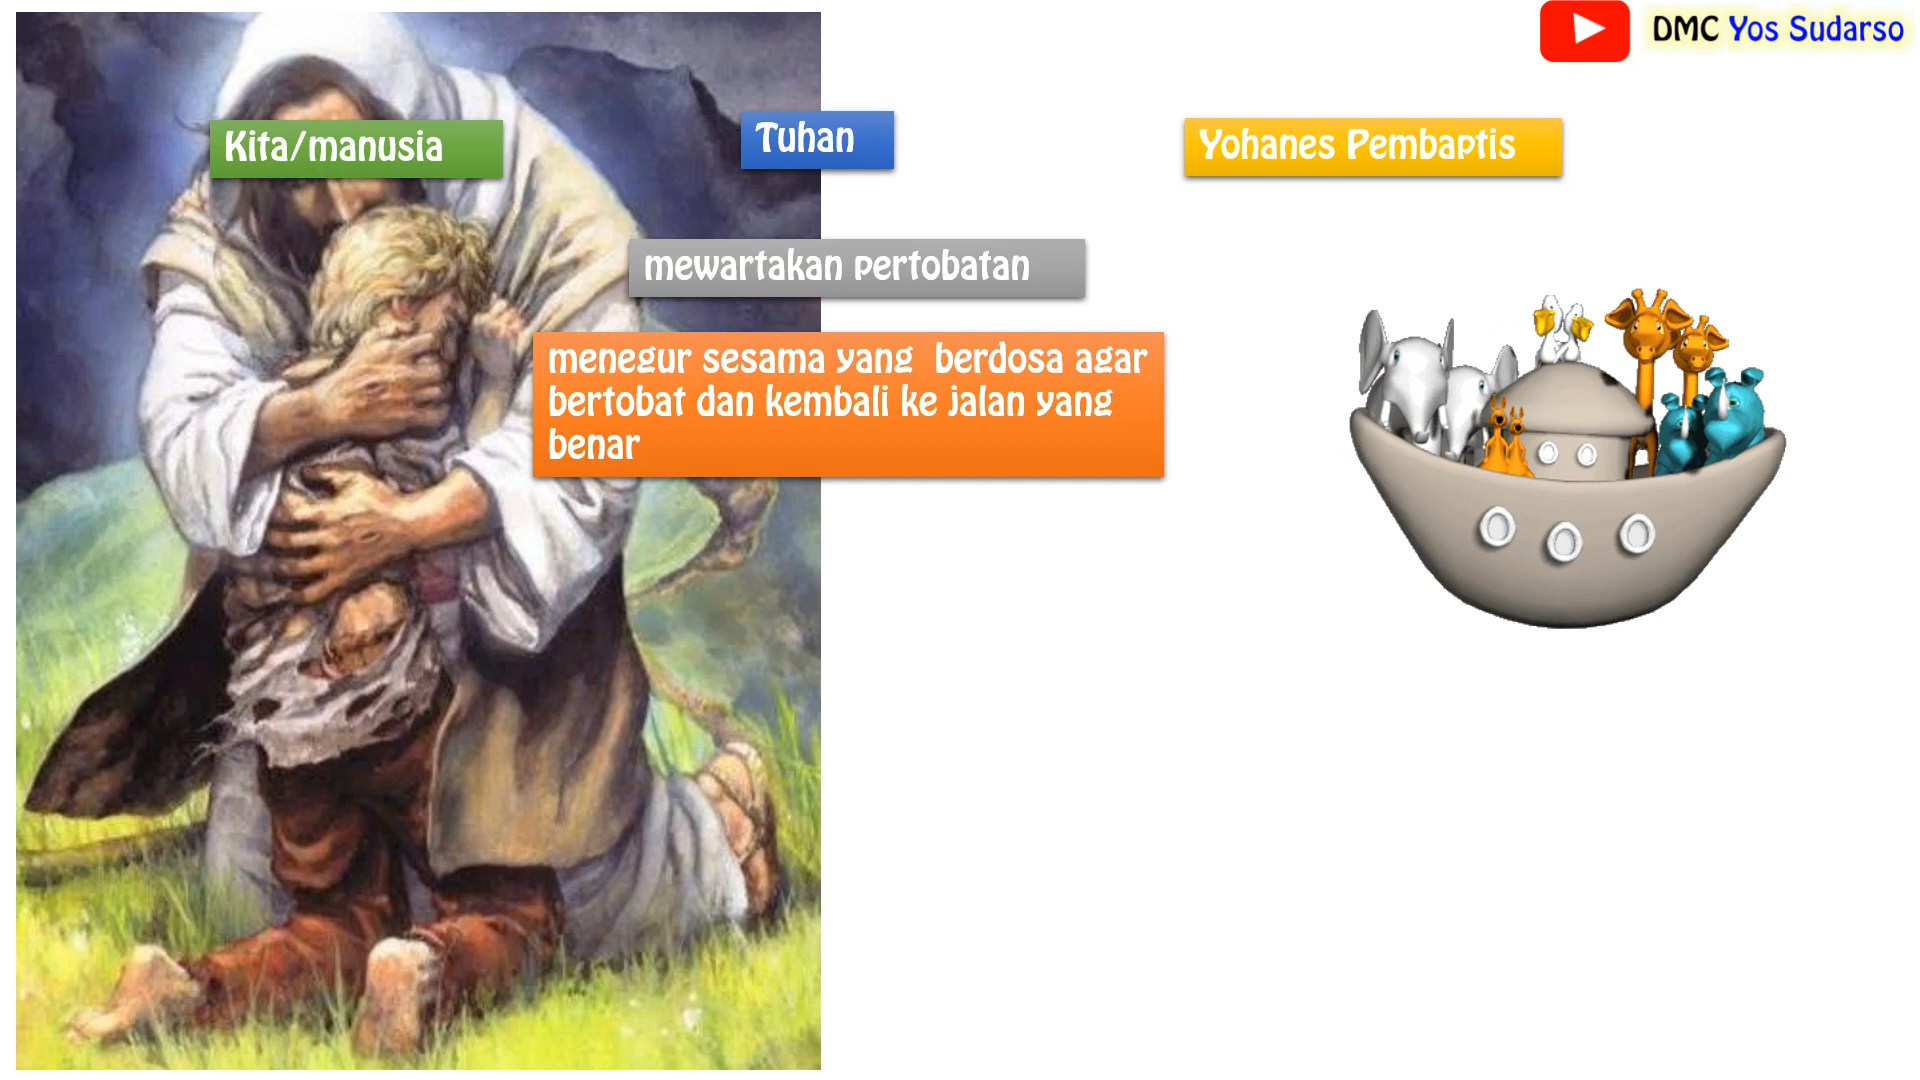 DMC Yos Sudarso
Kita/manusia
Tuhan
Yohanes Pembaptis
mewartakan pertobatan
menegur sesama yang  berdosa agar
bertobat dan kembali ke jalan yang
benar